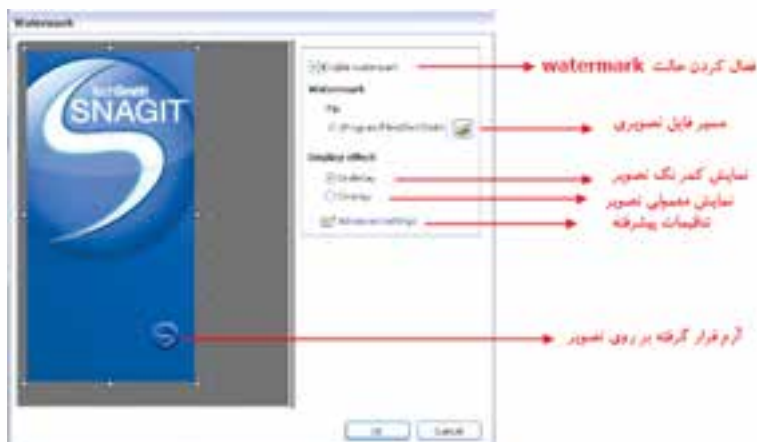 Watermark
TechSmith
SNAGIT
Enable watermark
فعال کردن حالت watermark
Watermark
File
مسیر فایل تصویری
Display effect
Underlay
نمایش کمرنگ تصویر
Overlay
نمایش معمولی تصویر
Advanced settings
تنظیمات پیشرفته
آرم قرار گرفته بر روی تصویر
OK
Cancel